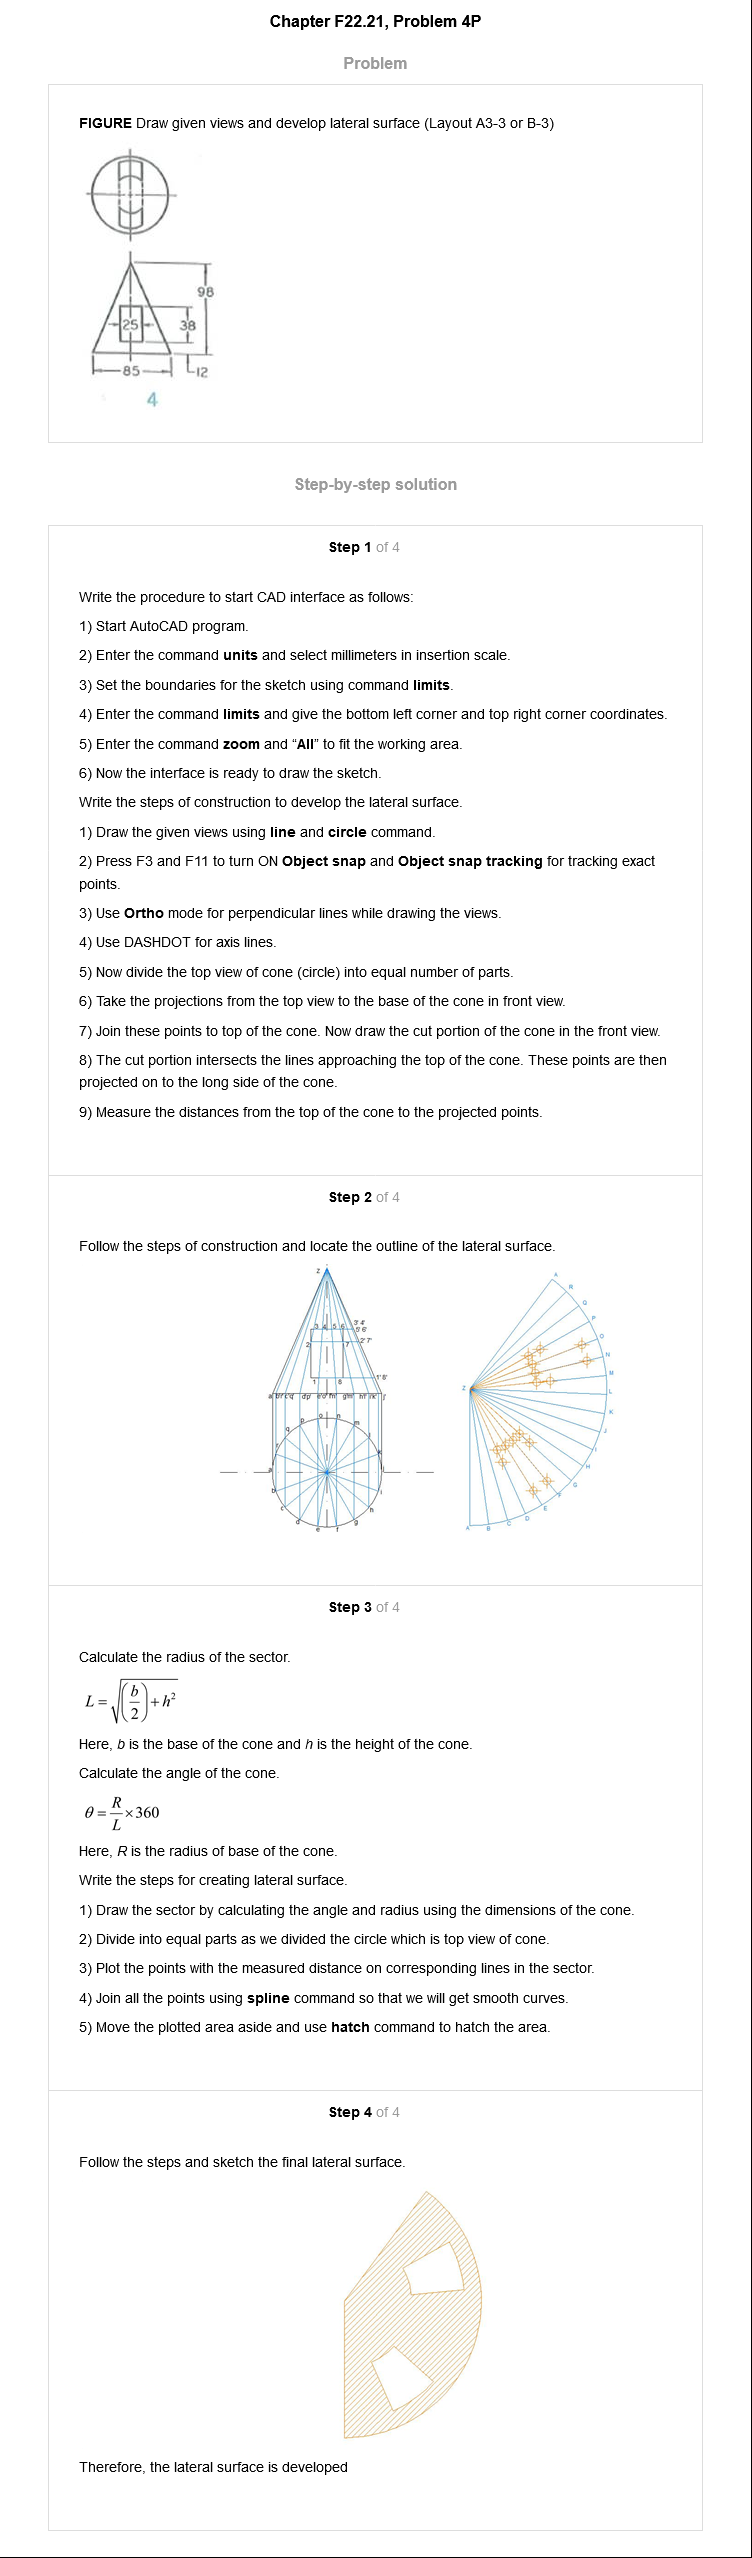 Chapter F22.21, Problem 4P
Problem
FIGURE Draw given views and develop lateral surface (Layout A3-3 or B-3)
98
25
38
85
12
4
Step-by-step solution
Step 1 of 4
Write the procedure to start CAD interface as follows:
1) Start AutoCAD program.
2) Enter the command units and select millimeters in insertion scale.
3) Set the boundaries for the sketch using command limits.
4) Enter the command limits and give the bottom left corner and top right corner coordinates.
5) Enter the command zoom and “All” to fit the working area.
6) Now the interface is ready to draw the sketch.
Write the steps of construction to develop the lateral surface.
1) Draw the given views using line and circle command.
2) Press F3 and F11 to turn ON Object snap and Object snap tracking for tracking exact
points.
3) Use Ortho mode for perpendicular lines while drawing the views.
4) Use DASHDOT for axis lines.
5) Now divide the top view of cone (circle) into equal number of parts.
6) Take the projections from the top view to the base of the cone in front view.
7) Join these points to top of the cone. Now draw the cut portion of the cone in the front view.
8) The cut portion intersects the lines approaching the top of the cone. These points are then
projected on to the long side of the cone.
9) Measure the distances from the top of the cone to the projected points.
Step 2 of 4
Follow the steps of construction and locate the outline of the lateral surface.
Z
3 4 5 6
3' 4'
5' 6'
2 7
2' 7'
1 8
1' 8'
q p o n m l k j i h g f e d c b a r
Z
A R Q P O N M L K J I H G F E D C B A
Step 3 of 4
Calculate the radius of the sector.
L = √((b/2) + h²)
Here, b is the base of the cone and h is the height of the cone.
Calculate the angle of the cone.
θ = R/L × 360
Here, R is the radius of base of the cone.
Write the steps for creating lateral surface.
1) Draw the sector by calculating the angle and radius using the dimensions of the cone.
2) Divide into equal parts as we divided the circle which is top view of cone.
3) Plot the points with the measured distance on corresponding lines in the sector.
4) Join all the points using spline command so that we will get smooth curves.
5) Move the plotted area aside and use hatch command to hatch the area.
Step 4 of 4
Follow the steps and sketch the final lateral surface.
Therefore, the lateral surface is developed